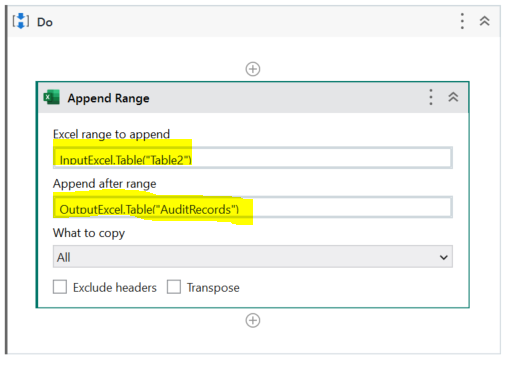 Do
Append Range
Excel range to append
InputExcel.Table("Table2")
Append after range
OutputExcel.Table("AuditRecords")
What to copy
All
Exclude headers Transpose